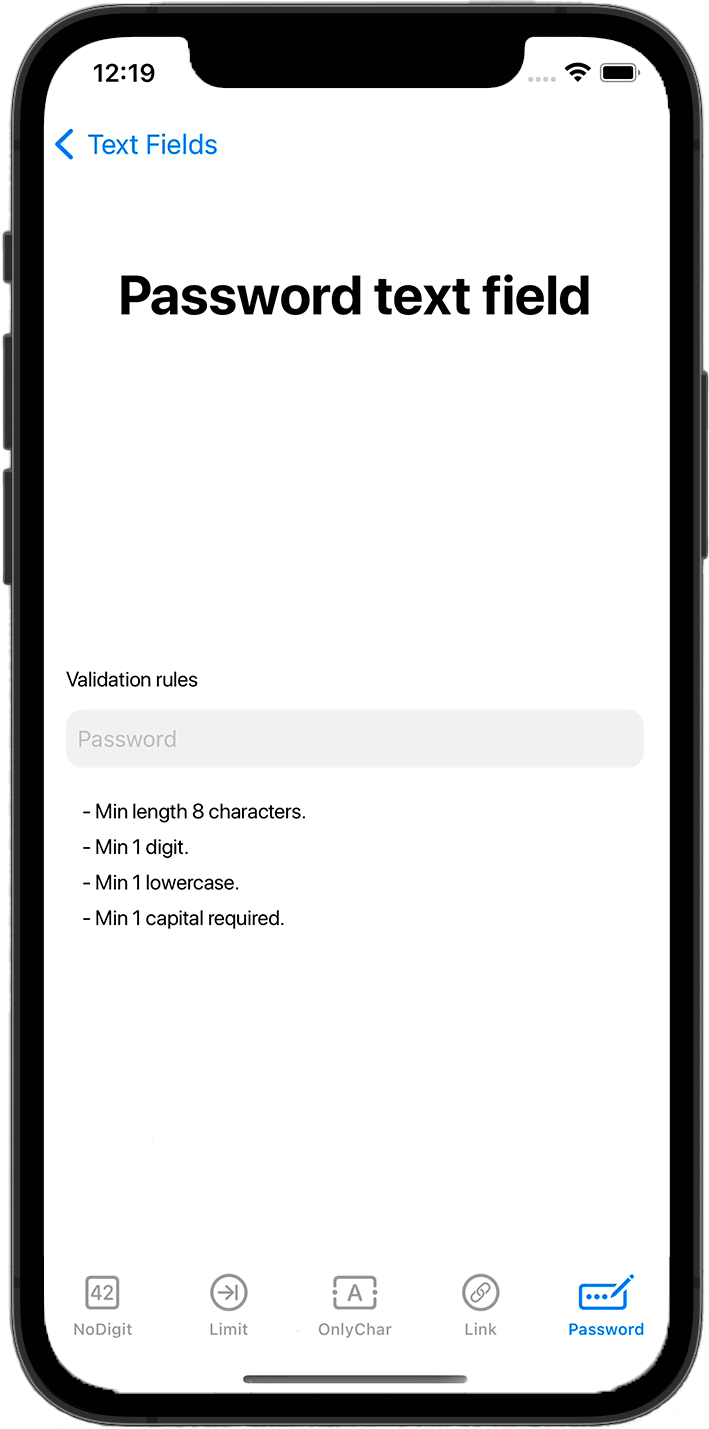 12:19
Text Fields
Password text field
Validation rules
Password
- Min length 8 characters.
- Min 1 digit.
- Min 1 lowercase.
- Min 1 capital required.
42
A
NoDigit
Limit
OnlyChar
Link
Password